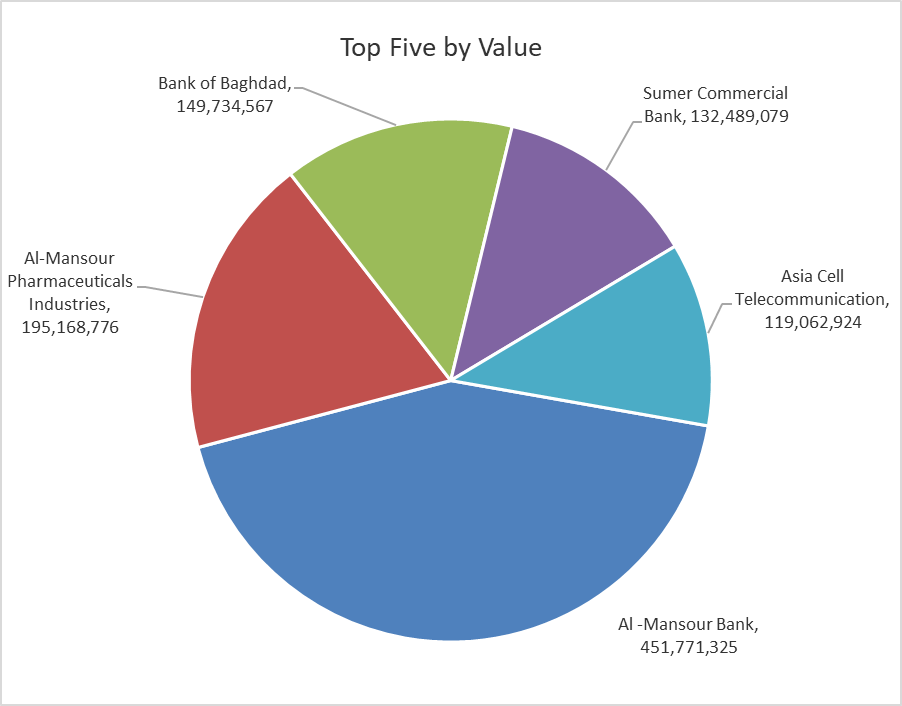 Top Five by Value
Bank of Baghdad,
149,734,567
Sumer Commercial
Bank, 132,489,079
Al-Mansour
Pharmaceuticals
Industries,
195,168,776
Asia Cell
Telecommunication,
119,062,924
Al -Mansour Bank,
451,771,325